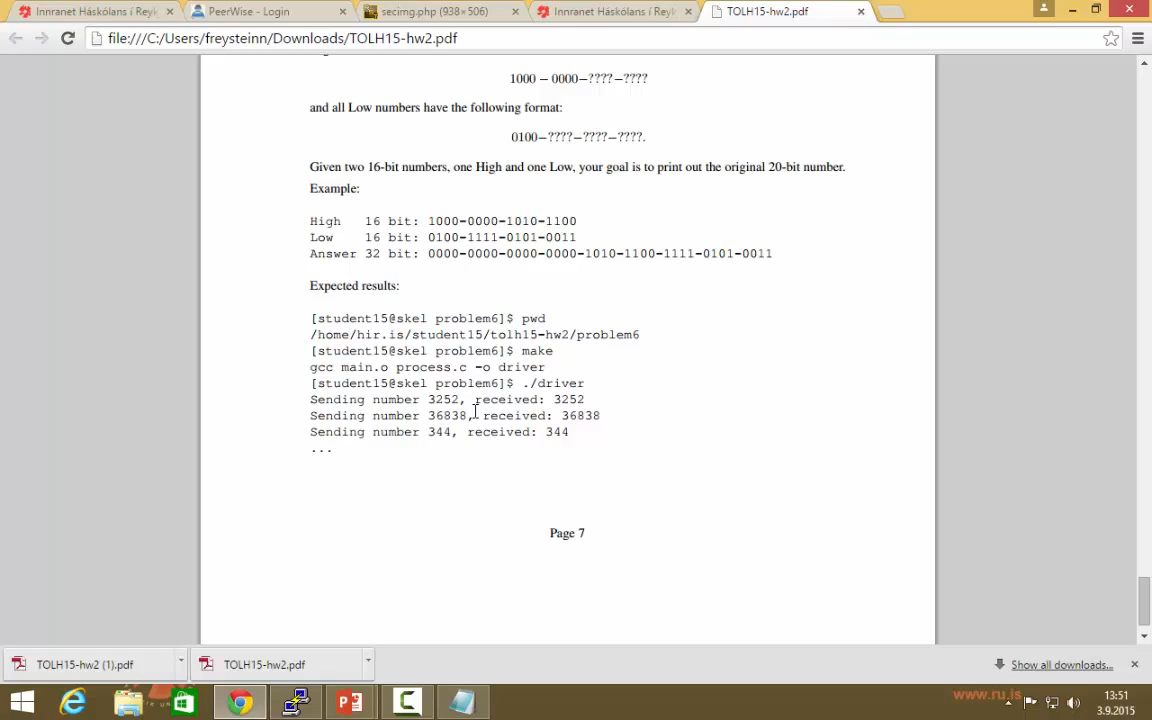 Innranet Háskólans í Reyk
PeerWise - Login
secimg.php (938×506)
Innranet Háskólans í Reyk
TOLH15-hw2.pdf
file:///C:/Users/freysteinn/Downloads/TOLH15-hw2.pdf
1000 – 0000–????–????
and all Low numbers have the following format:
0100–????–????–????.
Given two 16-bit numbers, one High and one Low, your goal is to print out the original 20-bit number.
Example:
High 16 bit: 1000-0000-1010-1100
Low 16 bit: 0100-1111-0101-0011
Answer 32 bit: 0000-0000-0000-0000-1010-1100-1111-0101-0011
Expected results:
[student15@skel problem6]$ pwd
/home/hir.is/student15/tolh15-hw2/problem6
[student15@skel problem6]$ make
gcc main.o process.c -o driver
[student15@skel problem6]$ ./driver
Sending number 3252, received: 3252
Sending number 36838, received: 36838
Sending number 344, received: 344
...
Page 7
TOLH15-hw2 (1).pdf
TOLH15-hw2.pdf
Show all downloads...
www.ru.is
13:51
3.9.2015